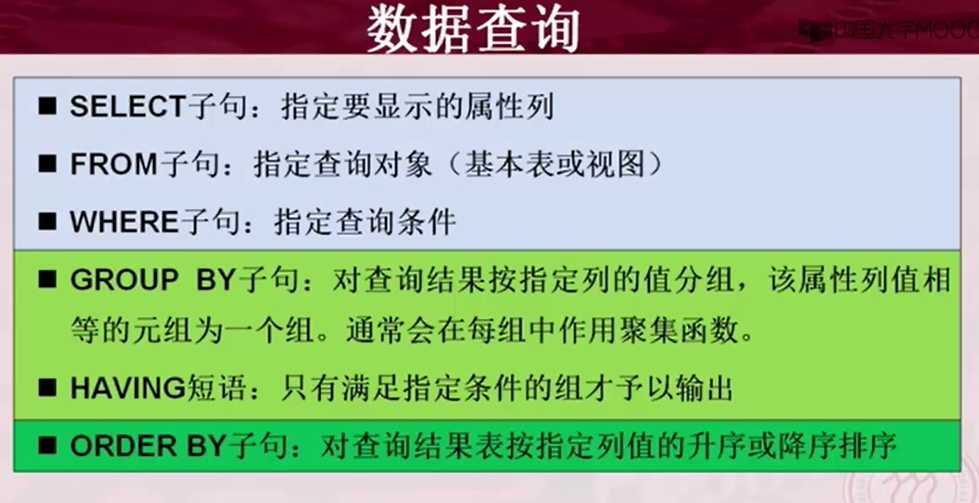 数据查询
中国大学MOOC
■ SELECT子句：指定要显示的属性列
■ FROM子句：指定查询对象（基本表或视图）
■ WHERE子句：指定查询条件
■ GROUP BY子句：对查询结果按指定列的值分组，该属性列值相
等的元组为一个组。通常会在每组中作用聚集函数。
■ HAVING短语：只有满足指定条件的组才予以输出
■ ORDER BY子句：对查询结果表按指定列值的升序或降序排序